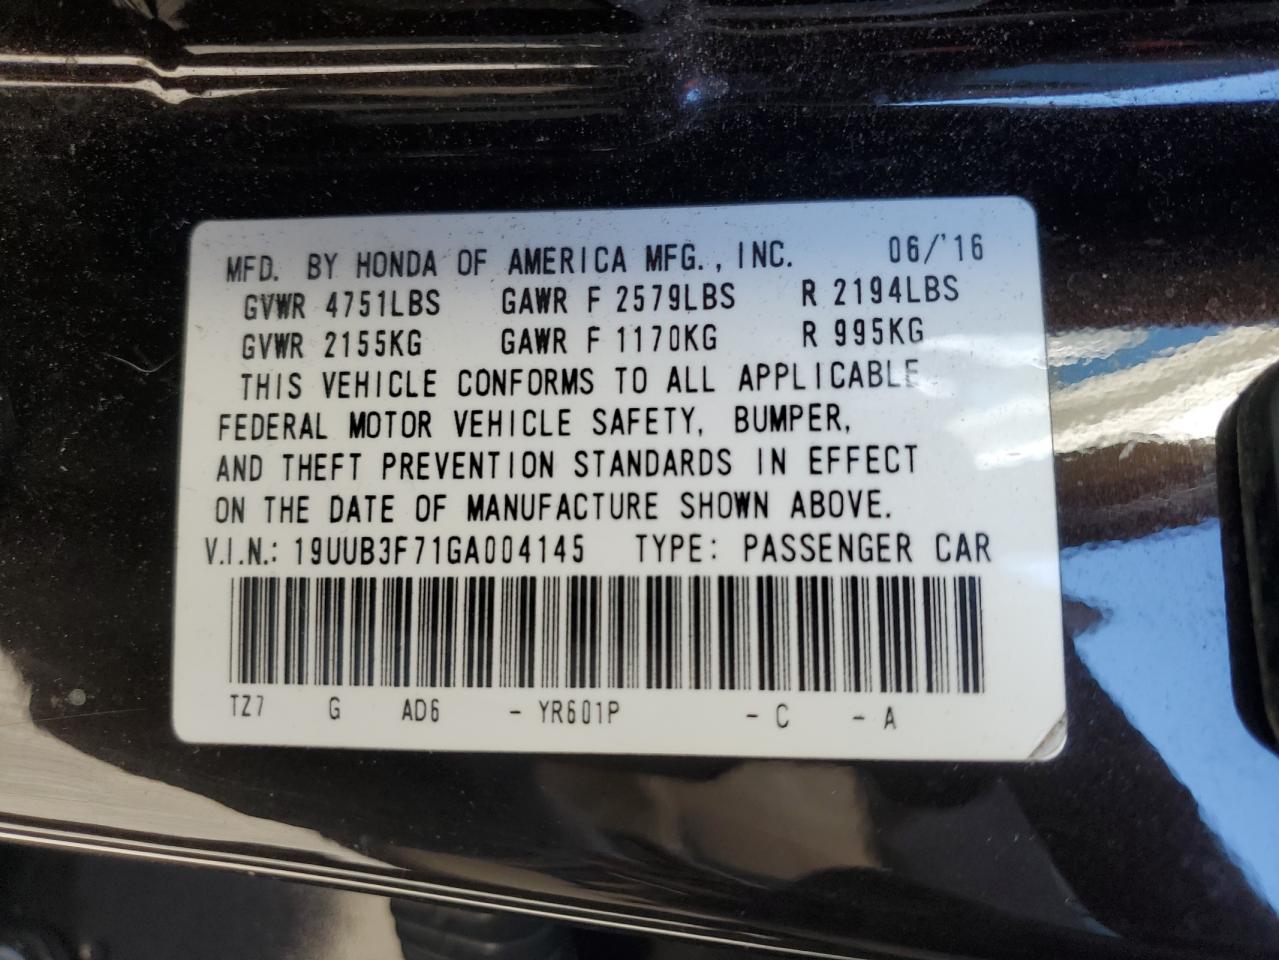 MFD. BY HONDA OF AMERICA MFG., INC. 06/'16
GVWR 4751LBS GAWR F 2579LBS R 2194LBS
GVWR 2155KG GAWR F 1170KG R 995KG
THIS VEHICLE CONFORMS TO ALL APPLICABLE
FEDERAL MOTOR VEHICLE SAFETY, BUMPER,
AND THEFT PREVENTION STANDARDS IN EFFECT
ON THE DATE OF MANUFACTURE SHOWN ABOVE.
V.I.N.: 19UUB3F71GA004145 TYPE: PASSENGER CAR
TZ7 G AD6 - YR601P - C - A